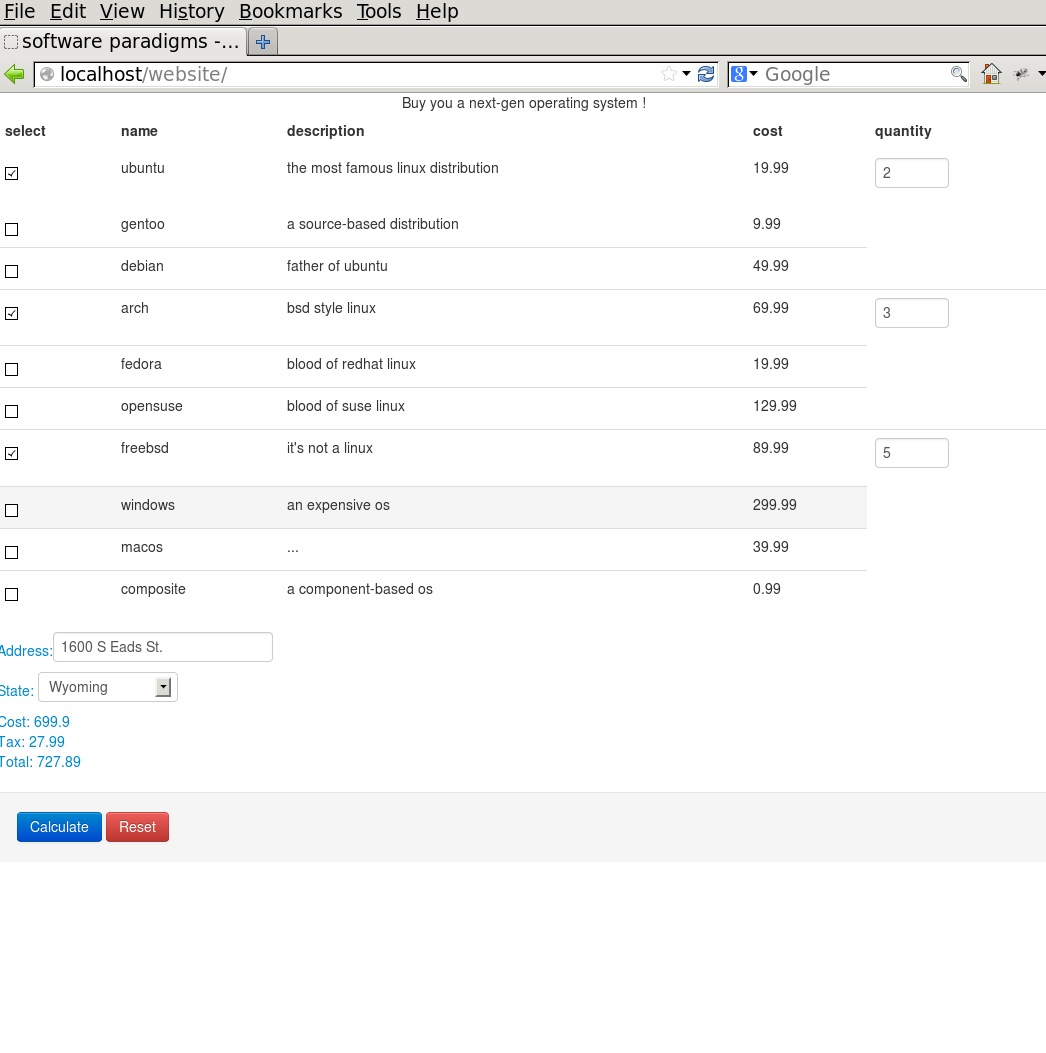 File Edit View History Bookmarks Tools Help
software paradigms -...
localhost/website/ 8 Google
Buy you a next-gen operating system !
select name description cost quantity
ubuntu the most famous linux distribution 19.99 2
gentoo a source-based distribution 9.99
debian father of ubuntu 49.99
arch bsd style linux 69.99 3
fedora blood of redhat linux 19.99
opensuse blood of suse linux 129.99
freebsd it's not a linux 89.99 5
windows an expensive os 299.99
macos ... 39.99
composite a component-based os 0.99
Address: 1600 S Eads St.
State: Wyoming
Cost: 699.9
Tax: 27.99
Total: 727.89
Calculate Reset